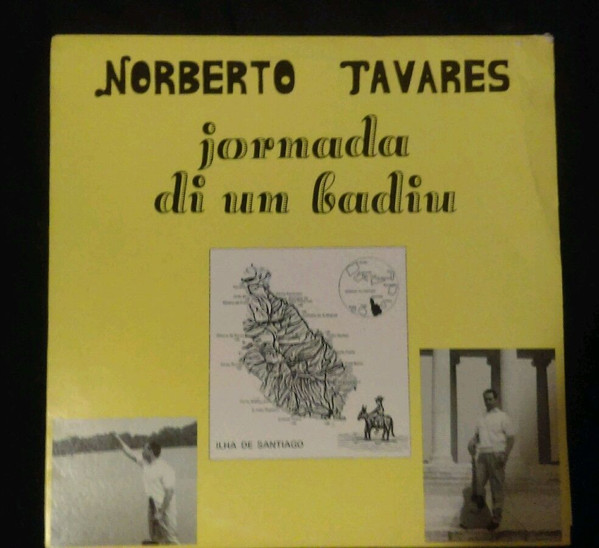 NORBERTO TAVARES
jornada
di un badiu
ILHA DE SANTIAGO